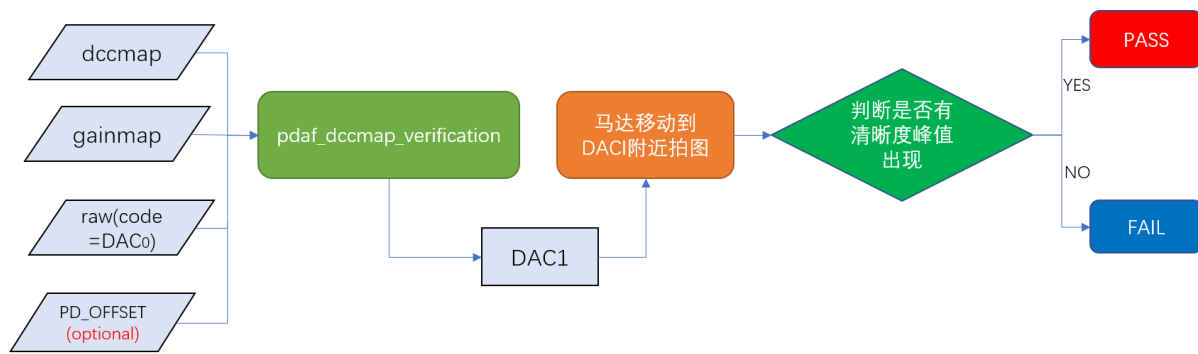 dccmap
gainmap
raw(code
=DAC0)
PD_OFFSET
(optional)
pdaf_dccmap_verification
DAC1
马达移动到
DACI附近拍图
判断是否有
清晰度峰值
出现
YES
NO
PASS
FAIL